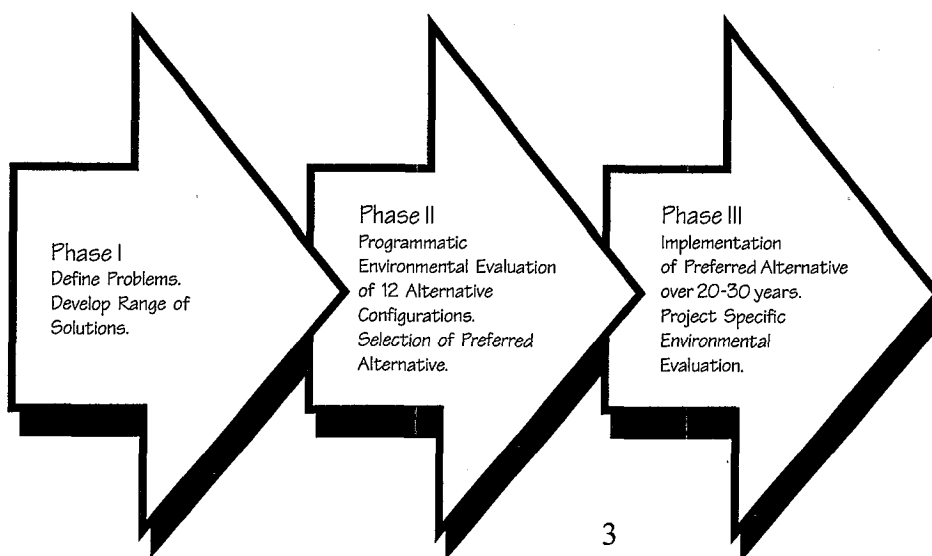 Phase I
Define Problems.
Develop Range of
Solutions.
Phase II
Programmatic
Environmental Evaluation
of 12 Alternative
Configurations.
Selection of Preferred
Alternative.
Phase III
Implementation
of Preferred Alternative
over 20-30 years.
Project Specific
Environmental
Evaluation.
3